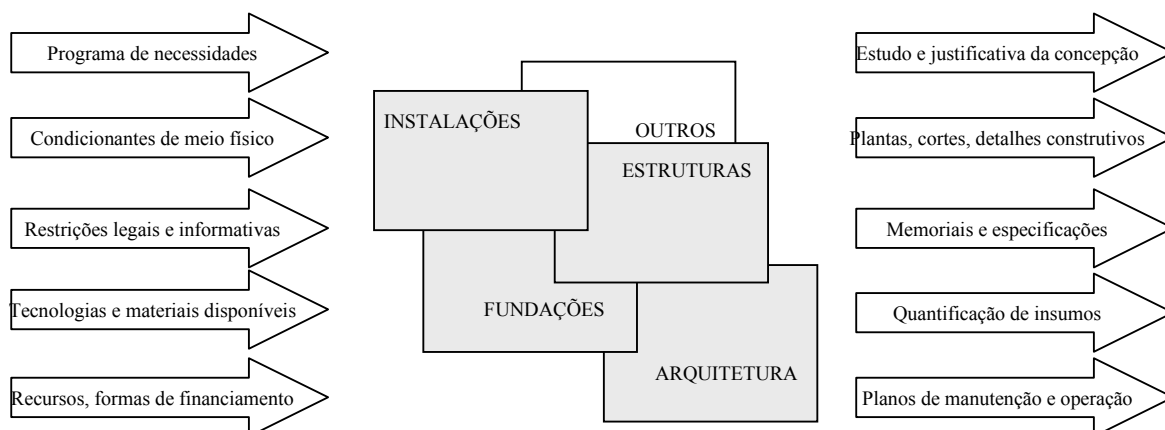 Programa de necessidades
Condicionantes de meio físico
Restrições legais e informativas
Tecnologias e materiais disponíveis
Recursos, formas de financiamento
INSTALAÇÕES
OUTROS
ESTRUTURAS
FUNDAÇÕES
ARQUITETURA
Estudo e justificativa da concepção
Plantas, cortes, detalhes construtivos
Memoriais e especificações
Quantificação de insumos
Planos de manutenção e operação